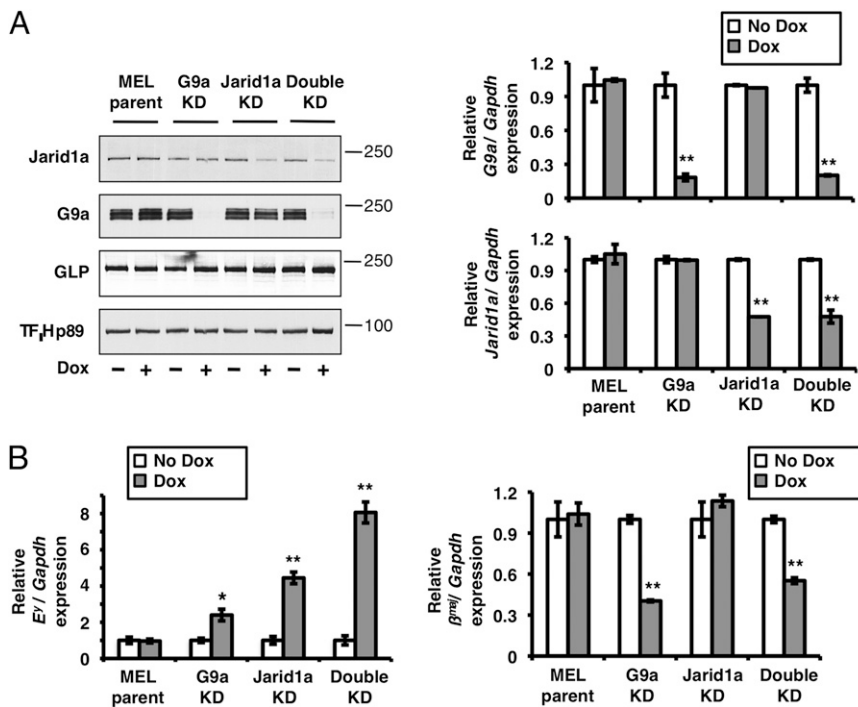 A
MEL parent
G9a KD
Jarid1a KD
Double KD
Jarid1a
250
G9a
250
GLP
250
TFIIHp89
100
Dox
− + − + − + − +
No Dox
Dox
Relative G9a/ Gapdh expression
1.2
0.9
0.6
0.3
0
** **
Relative Jarid1a/ Gapdh expression
1.2
0.9
0.6
0.3
0
** **
MEL parent
G9a KD
Jarid1a KD
Double KD
B
No Dox
Dox
Relative Eʸ/ Gapdh expression
8
6
4
2
0
* ** **
MEL parent
G9a KD
Jarid1a KD
Double KD
No Dox
Dox
Relative βᵐᵃʲ/ Gapdh expression
1.2
0.9
0.6
0.3
0
** **
MEL parent
G9a KD
Jarid1a KD
Double KD